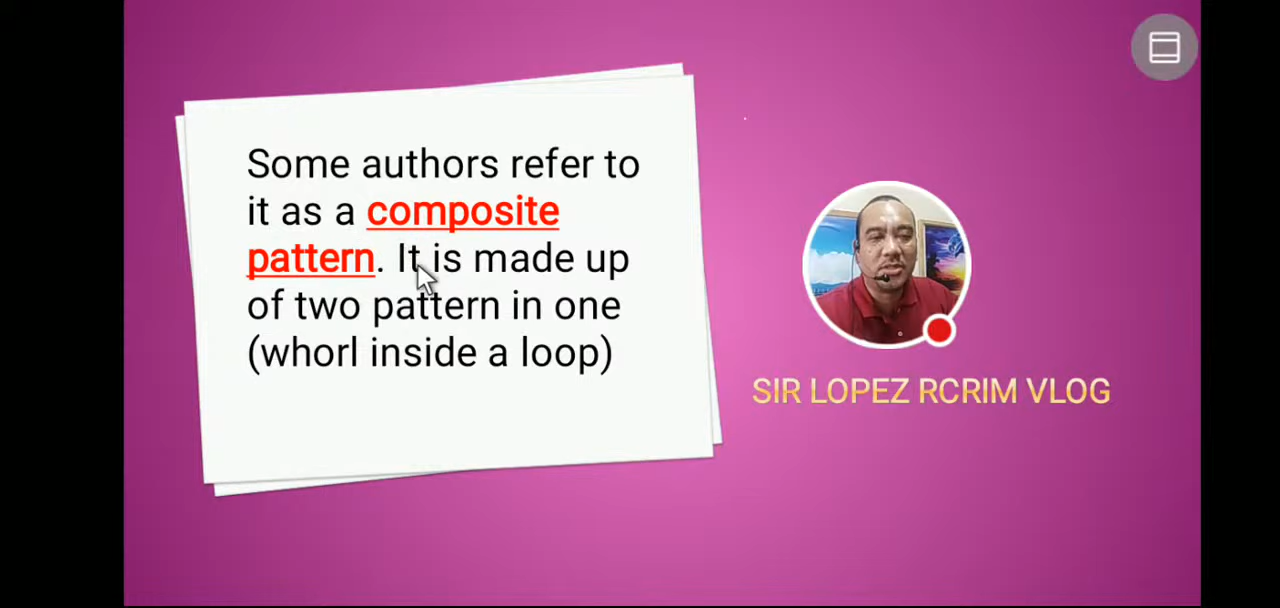 Some authors refer to
it as a composite
pattern. It is made up
of two pattern in one
(whorl inside a loop)
SIR LOPEZ RCRIM VLOG